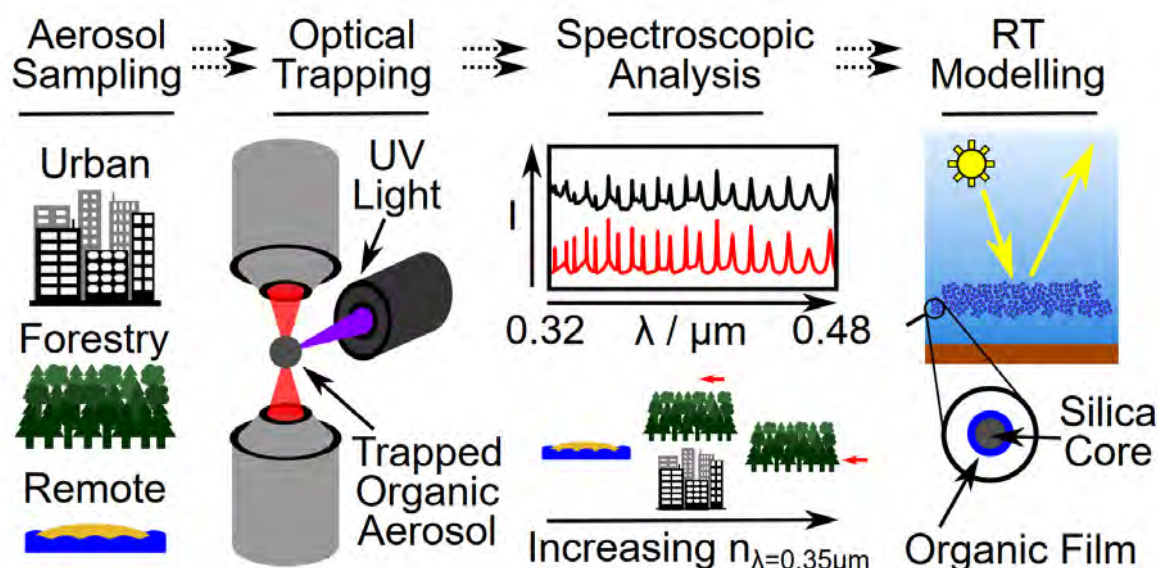 Aerosol
Sampling
Optical
Trapping
Spectroscopic
Analysis
RT
Modelling
Urban
Forestry
Remote
UV
Light
Trapped
Organic
Aerosol
I
0.32 λ / μm 0.48
Increasing n λ=0.35μm
Silica
Core
Organic Film